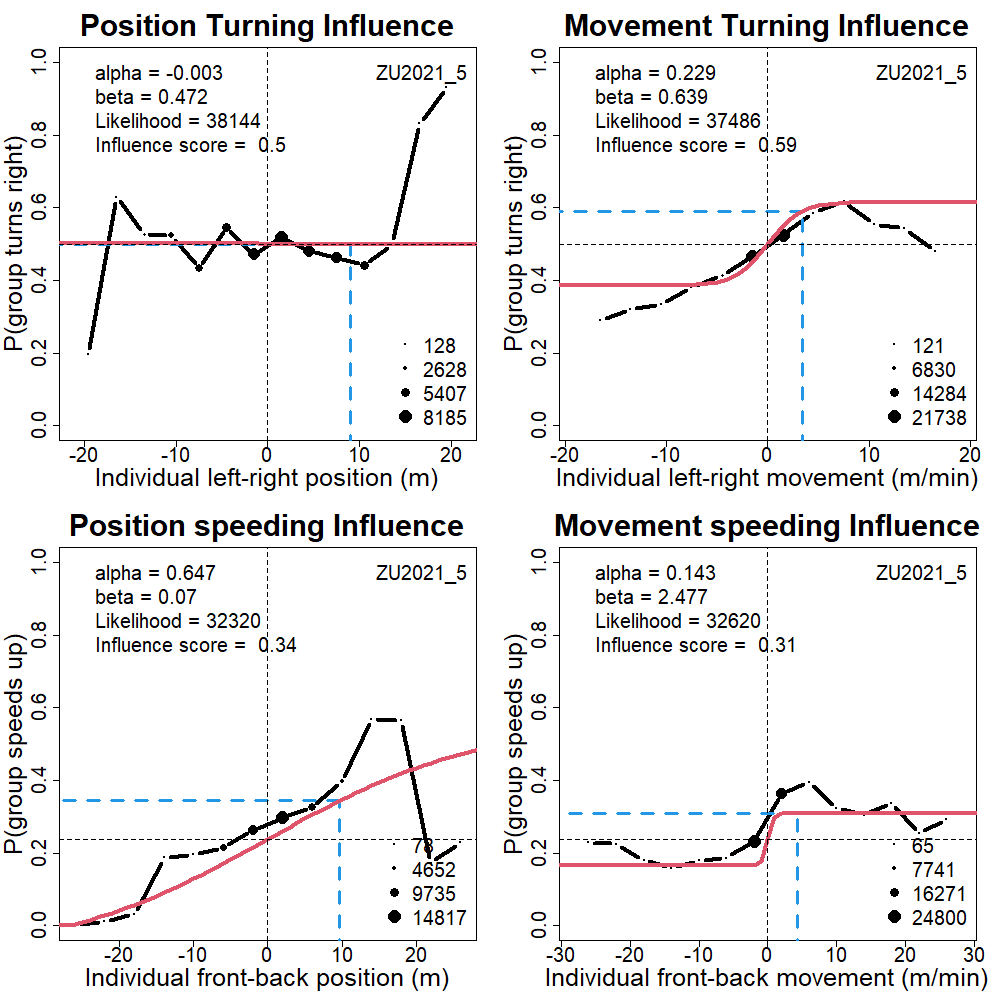 Position Turning Influence
alpha = -0.003
ZU2021_5
beta = 0.472
Likelihood = 38144
Influence score =  0.5
P(group turns right)
1.0
0.8
0.6
0.4
0.2
0.0
128
2628
5407
8185
-20
-10
0
10
20
Individual left-right position (m)
Movement Turning Influence
alpha = 0.229
ZU2021_5
beta = 0.639
Likelihood = 37486
Influence score =  0.59
P(group turns right)
1.0
0.8
0.6
0.4
0.2
0.0
121
6830
14284
21738
-20
-10
0
10
20
Individual left-right movement (m/min)
Position speeding Influence
alpha = 0.647
ZU2021_5
beta = 0.07
Likelihood = 32320
Influence score =  0.34
P(group speeds up)
1.0
0.8
0.6
0.4
0.2
0.0
4652
9735
14817
-20
-10
0
10
20
Individual front-back position (m)
Movement speeding Influence
alpha = 0.143
ZU2021_5
beta = 2.477
Likelihood = 32620
Influence score =  0.31
P(group speeds up)
1.0
0.8
0.6
0.4
0.2
0.0
65
7741
16271
24800
-30
-20
-10
0
10
20
30
Individual front-back movement (m/min)